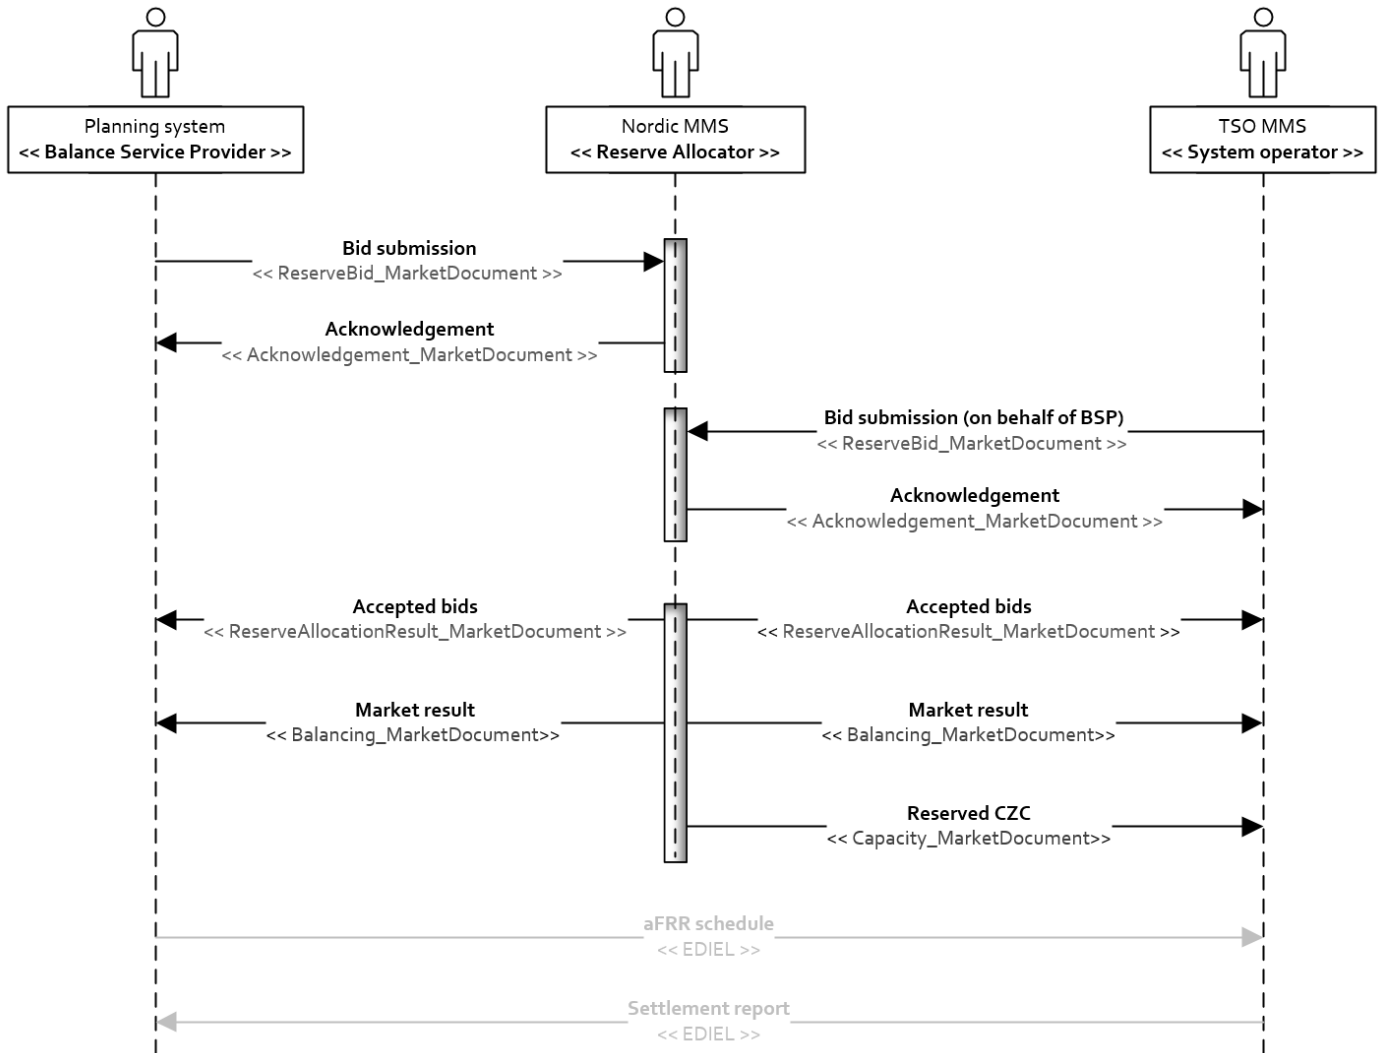 Planning system
<< Balance Service Provider >>
Nordic MMS
<< Reserve Allocator >>
TSO MMS
<< System operator >>
Bid submission
<< ReserveBid_MarketDocument >>
Acknowledgement
<< Acknowledgement_MarketDocument >>
Bid submission (on behalf of BSP)
<< ReserveBid_MarketDocument >>
Acknowledgement
<< Acknowledgement_MarketDocument >>
Accepted bids
<< ReserveAllocationResult_MarketDocument >>
Accepted bids
<< ReserveAllocationResult_MarketDocument >>
Market result
<< Balancing_MarketDocument>>
Market result
<< Balancing_MarketDocument>>
Reserved CZC
<< Capacity_MarketDocument>>
aFRR schedule
<< EDIEL >>
Settlement report
<< EDIEL >>